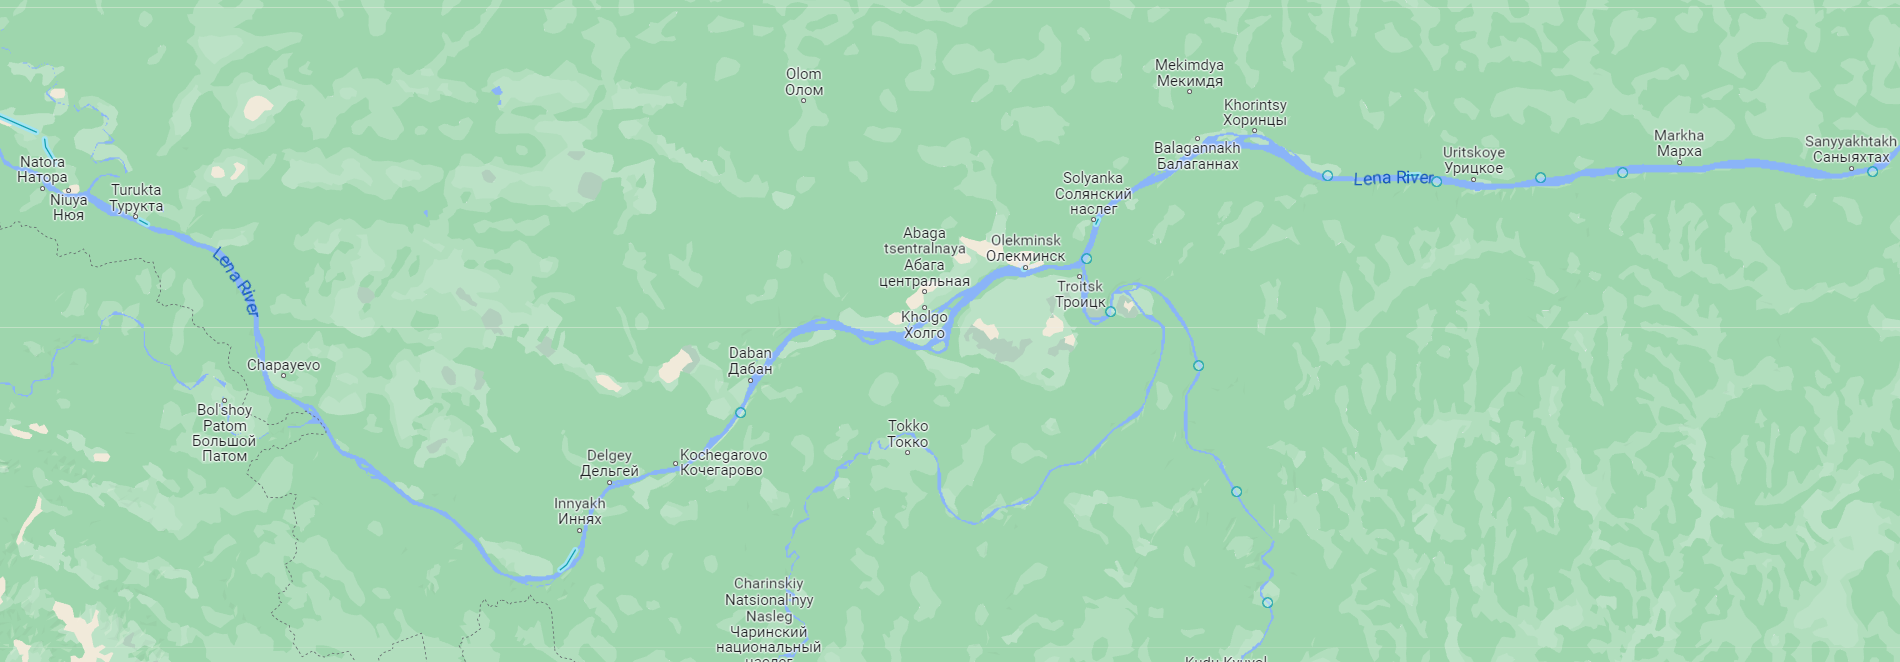 Olom
Олом
Mekimdya
Мекимдя
Khorintsy
Хоринцы
Balagannakh
Балаганнах
Markha
Марха
Sanyyakhtakh
Саныяхтах
Uritskoye
Урицкое
Lena River
Natora
Натора
Niuya
Нюя
Turukta
Турукта
Solyanka
Солянский
наслег
Abaga
tsentralnaya
Абага
центральная
Olekminsk
Олекминск
Lena River
Troitsk
Троицк
Kholgo
Холго
Daban
Дабан
Chapayevo
Bol'shoy
Patom
Большой
Патом
Tokko
Токко
Delgey
Дельгей
Kochegarovo
Кочегарово
Innyakh
Иннях
Charinskiy
Natsional'nyy
Nasleg
Чаринский
национальный
наслег